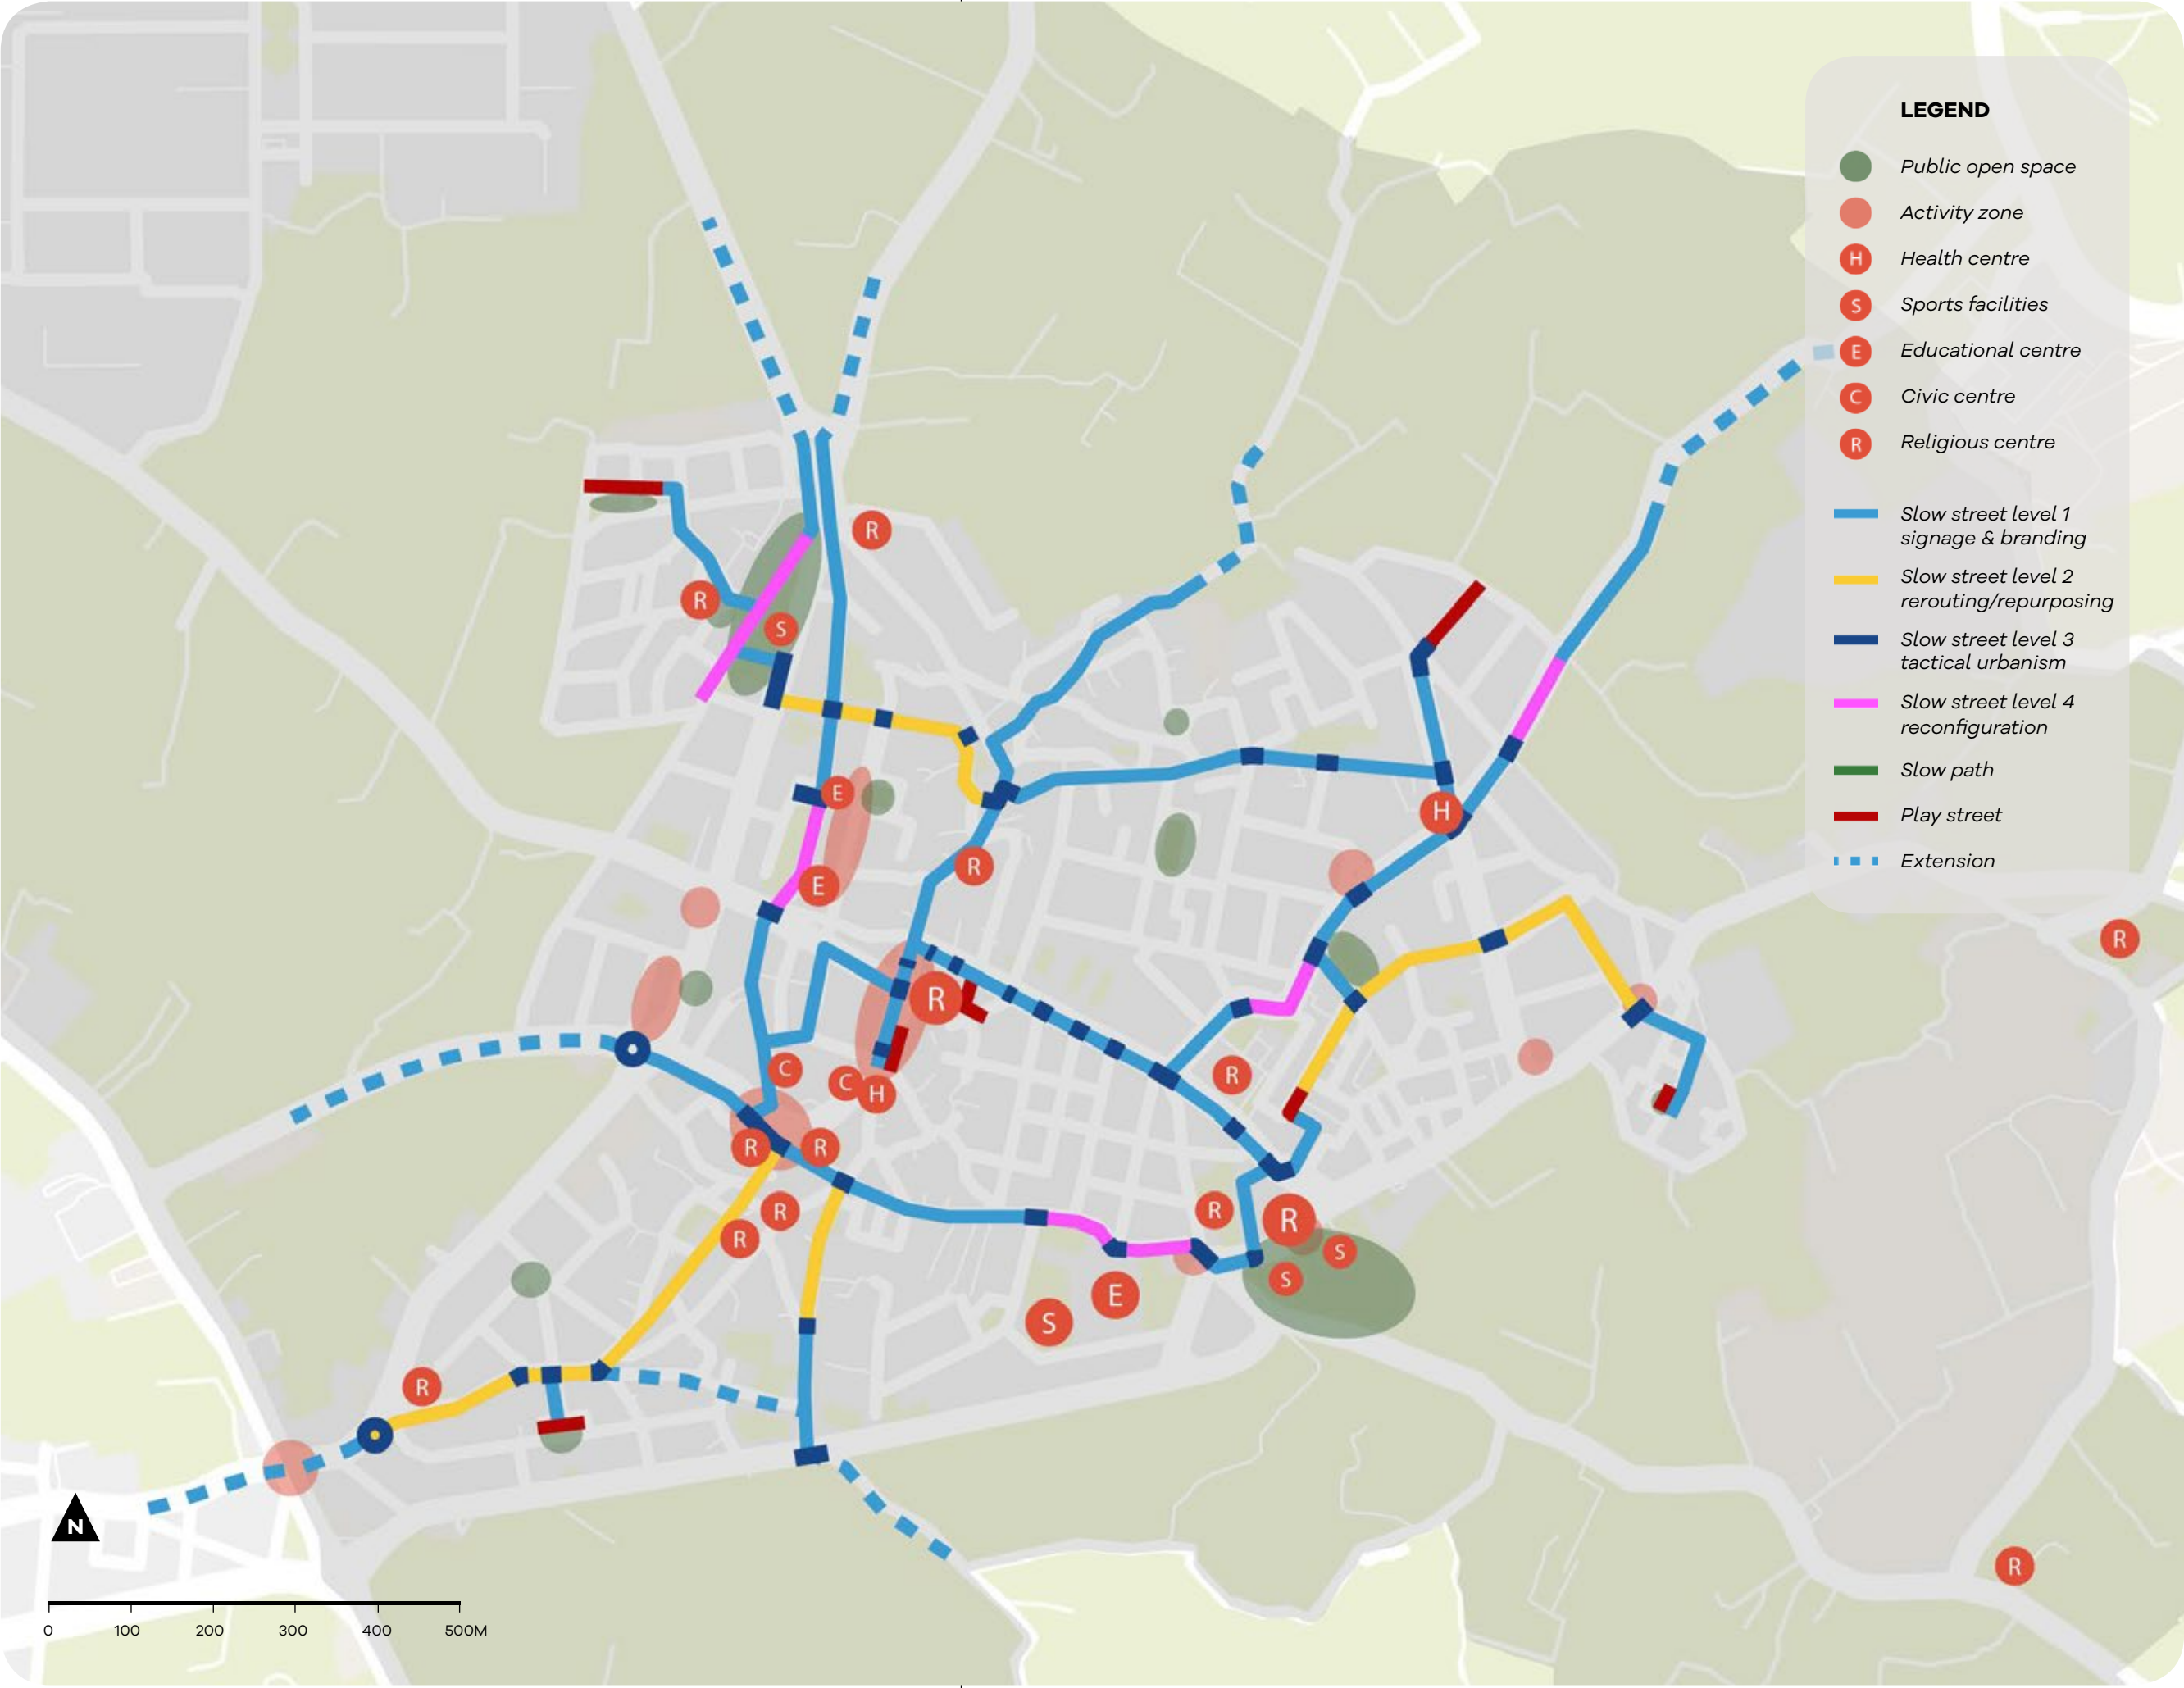 LEGEND
Public open space
Activity zone
H Health centre
S Sports facilities
E Educational centre
C Civic centre
R Religious centre
Slow street level 1
signage & branding
Slow street level 2
rerouting/repurposing
Slow street level 3
tactical urbanism
Slow street level 4
reconfiguration
Slow path
Play street
Extension
R
R
S
E
H
R
E
R
R
C
R
C
H
R
R
R
R
R
R
S
S
E
S
R
R
N
0 100 200 300 400 500M